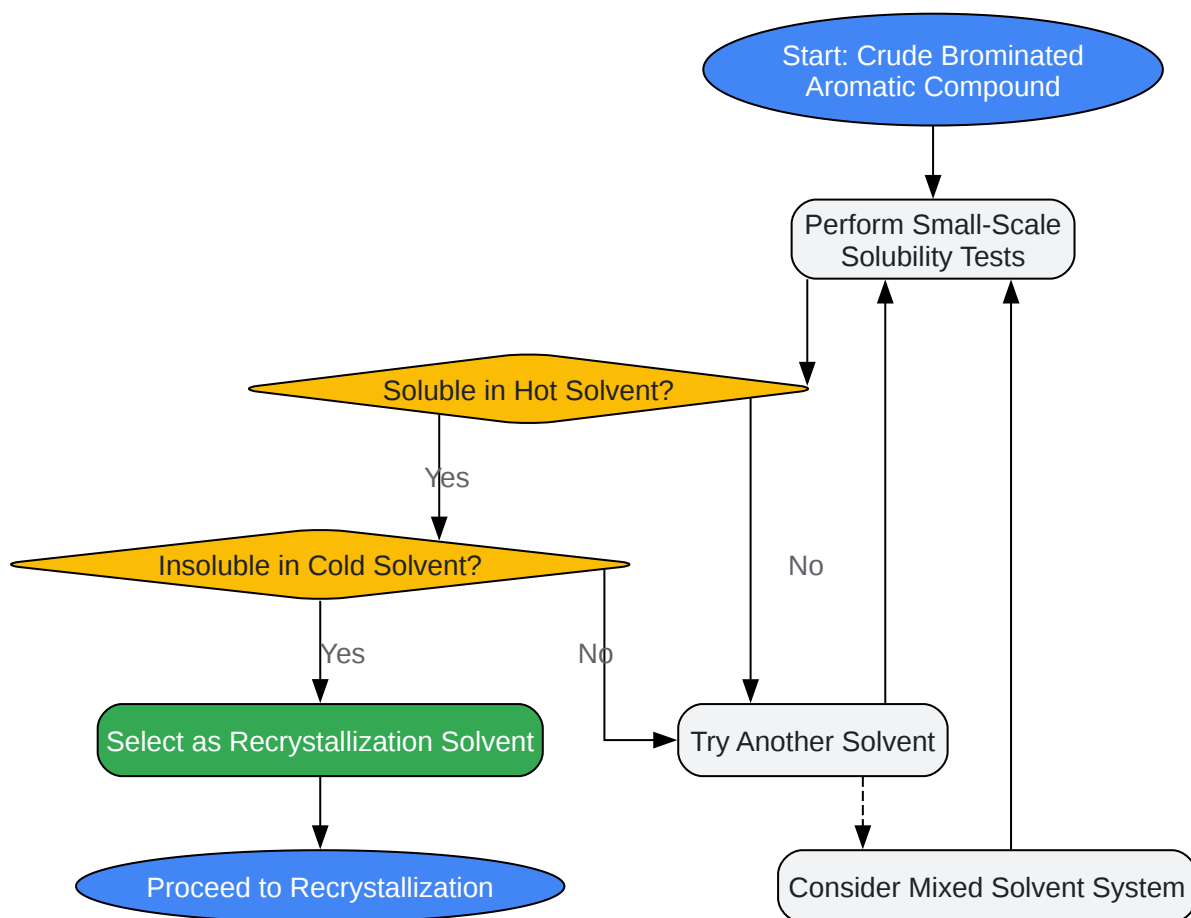 Start: Crude Brominated
Aromatic Compound
Perform Small-Scale
Solubility Tests
Soluble in Hot Solvent?
Yes
Insoluble in Cold Solvent?
No
Yes
No
Select as Recrystallization Solvent
Try Another Solvent
Proceed to Recrystallization
Consider Mixed Solvent System